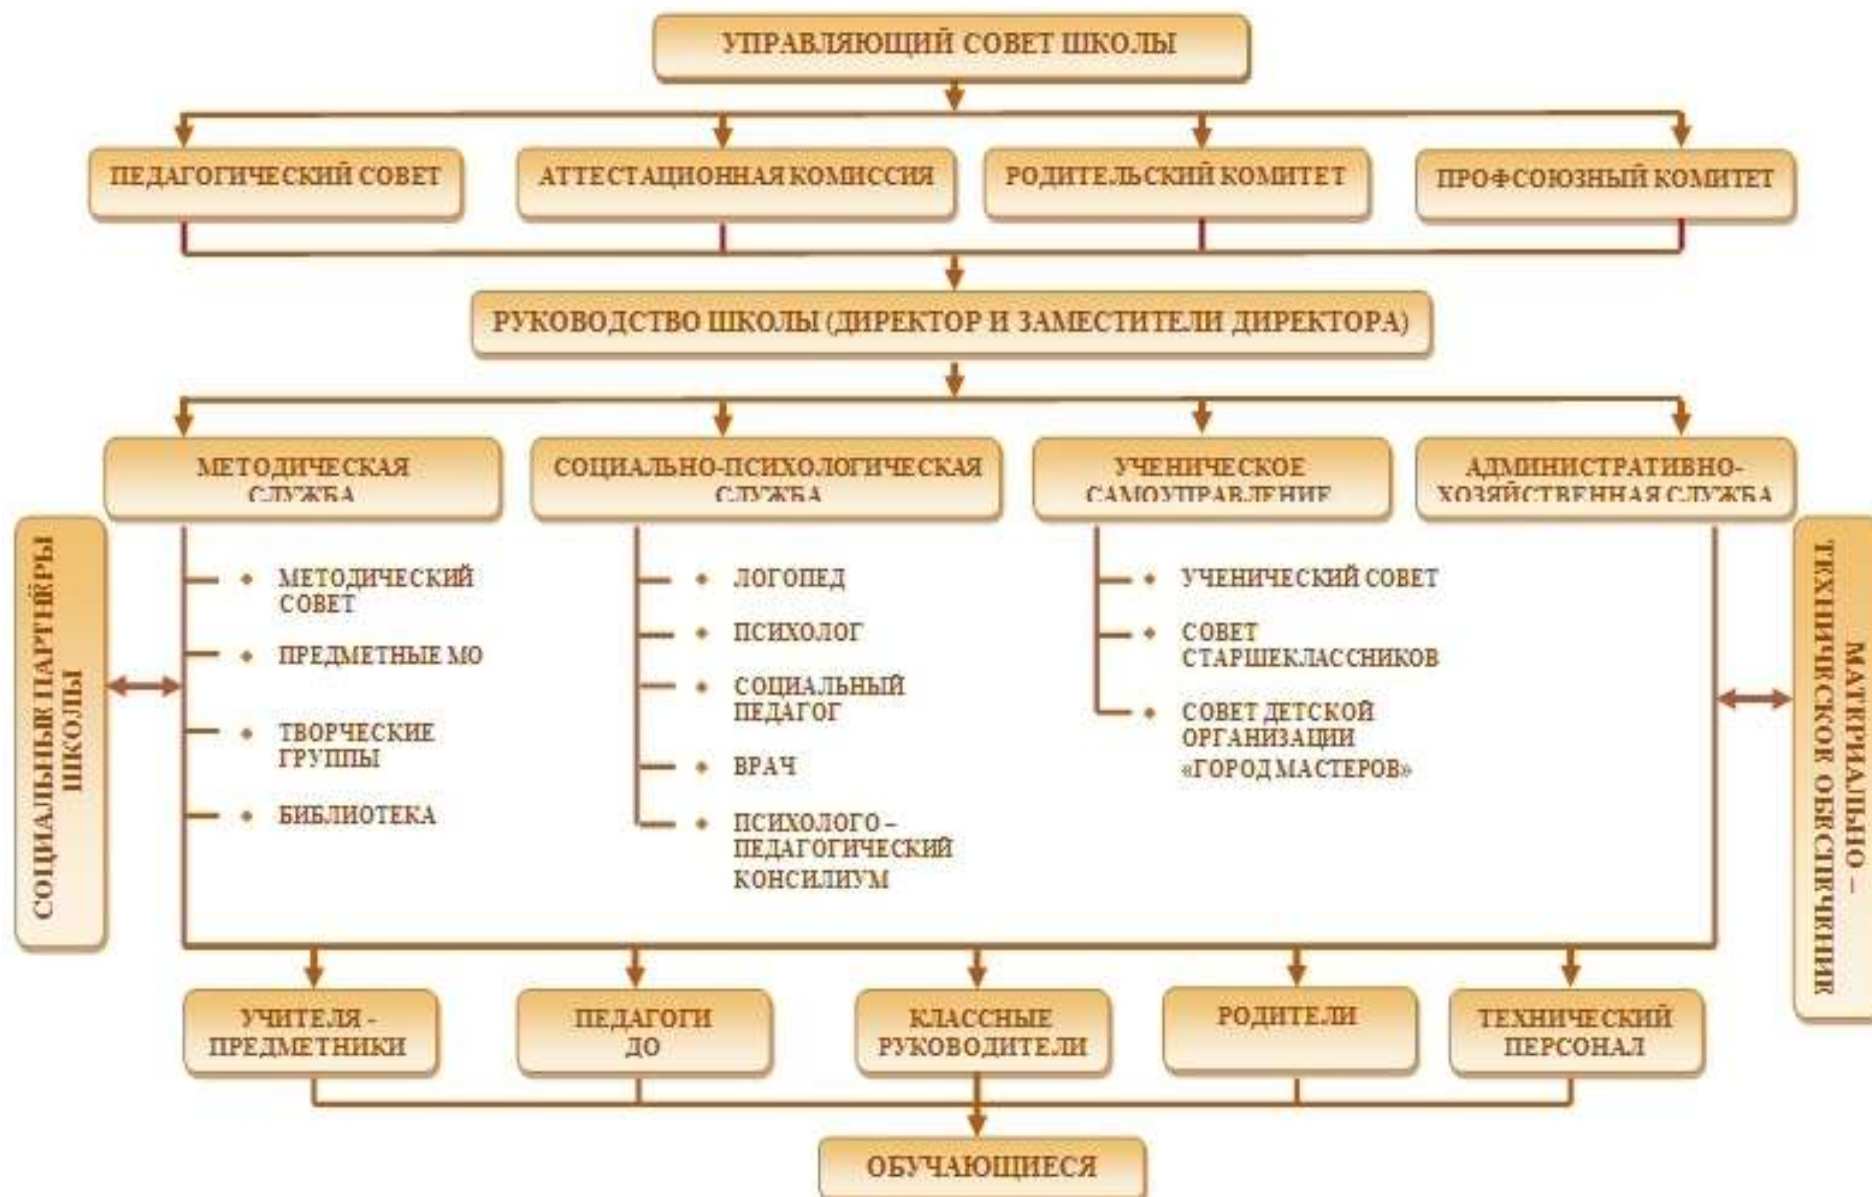 УПРАВЛЯЮЩИЙ СОВЕТ ШКОЛЫ
ПЕДАГОГИЧЕСКИЙ СОВЕТ
АТТЕСТАЦИОННАЯ КОМИССИЯ
РОДИТЕЛЬСКИЙ КОМИТЕТ
ПРОФСОЮЗНЫЙ КОМИТЕТ
РУКОВОДСТВО ШКОЛЫ (ДИРЕКТОР И ЗАМЕСТИТЕЛИ ДИРЕКТОРА)
МЕТОДИЧЕСКАЯ
СЛУЖБА
СОЦИАЛЬНО-ПСИХОЛОГИЧЕСКАЯ
СЛУЖБА
УЧЕНИЧЕСКОЕ
САМОУПРАВЛЕНИЕ
АДМИНИСТРАТИВНО-
ХОЗЯЙСТВЕННАЯ СЛУЖБА
СОЦИАЛЬНЫЕ ПАРТНЁРЫ
ШКОЛЫ
МЕТОДИЧЕСКИЙ
СОВЕТ
ПРЕДМЕТНЫЕ МО
ТВОРЧЕСКИЕ
ГРУППЫ
БИБЛИОТЕКА
ЛОГОПЕД
ПСИХОЛОГ
СОЦИАЛЬНЫЙ
ПЕДАГОГ
ВРАЧ
ПСИХОЛОГО –
ПЕДАГОГИЧЕСКИЙ
КОНСИЛИУМ
УЧЕНИЧЕСКИЙ СОВЕТ
СОВЕТ
СТАРШЕКЛАССНИКОВ
СОВЕТ ДЕТСКОЙ
ОРГАНИЗАЦИИ
«ГОРОД МАСТЕРОВ»
МАТЕРИАЛЬНО –
ТЕХНИЧЕСКОЕ ОБЕСПЕЧЕНИЕ
УЧИТЕЛЯ -
ПРЕДМЕТНИКИ
ПЕДАГОГИ
ДО
КЛАССНЫЕ
РУКОВОДИТЕЛИ
РОДИТЕЛИ
ТЕХНИЧЕСКИЙ
ПЕРСОНАЛ
ОБУЧАЮЩИЕСЯ